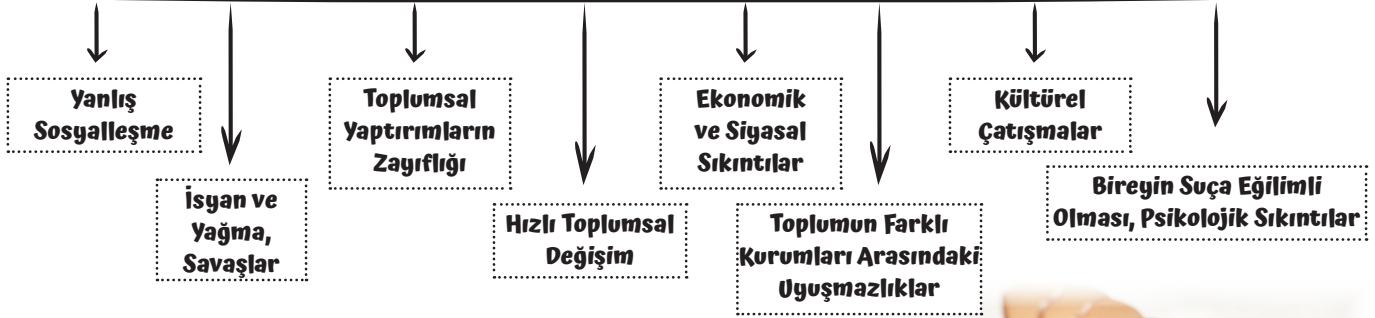 Yanlış
Sosyalleşme
İsyan ve
Yağma,
Savaşlar
Toplumsal
Yaptırımların
Zayıflığı
Hızlı Toplumsal
Değişim
Ekonomik
ve Siyasal
Sıkıntılar
Toplumun Farklı
Kurumları Arasındaki
Uyuşmazlıklar
Kültürel
Çatışmalar
Bireyin Suça Eğilimli
Olması, Psikolojik Sıkıntılar